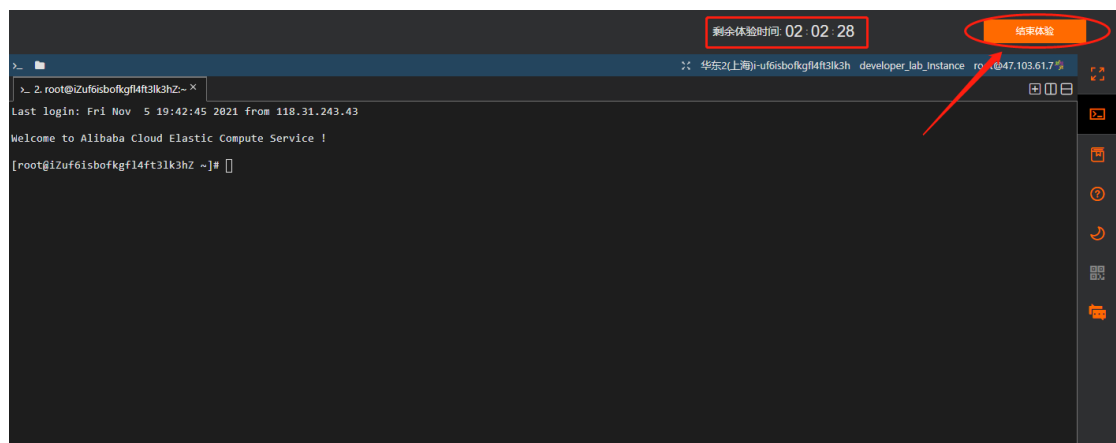 剩余体验时间: 02 : 02 : 28
结束体验
>_
华东2(上海)i-uf6isbofkgfl4ft3lk3h developer_lab_Instance root@47.103.61.7
>_ 2. root@iZuf6isbofkgfl4ft3lk3hZ:~ ×
Last login: Fri Nov  5 19:42:45 2021 from 118.31.243.43
Welcome to Alibaba Cloud Elastic Compute Service !
[root@iZuf6isbofkgfl4ft3lk3hZ ~]#